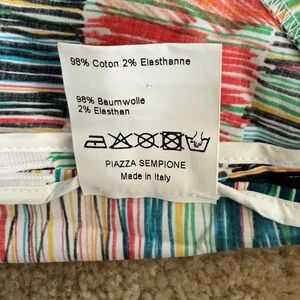 98% Coton 2% Elasthanne
98% Baumwolle
2% Elasthan
PIAZZA SEMPIONE
Made in Italy